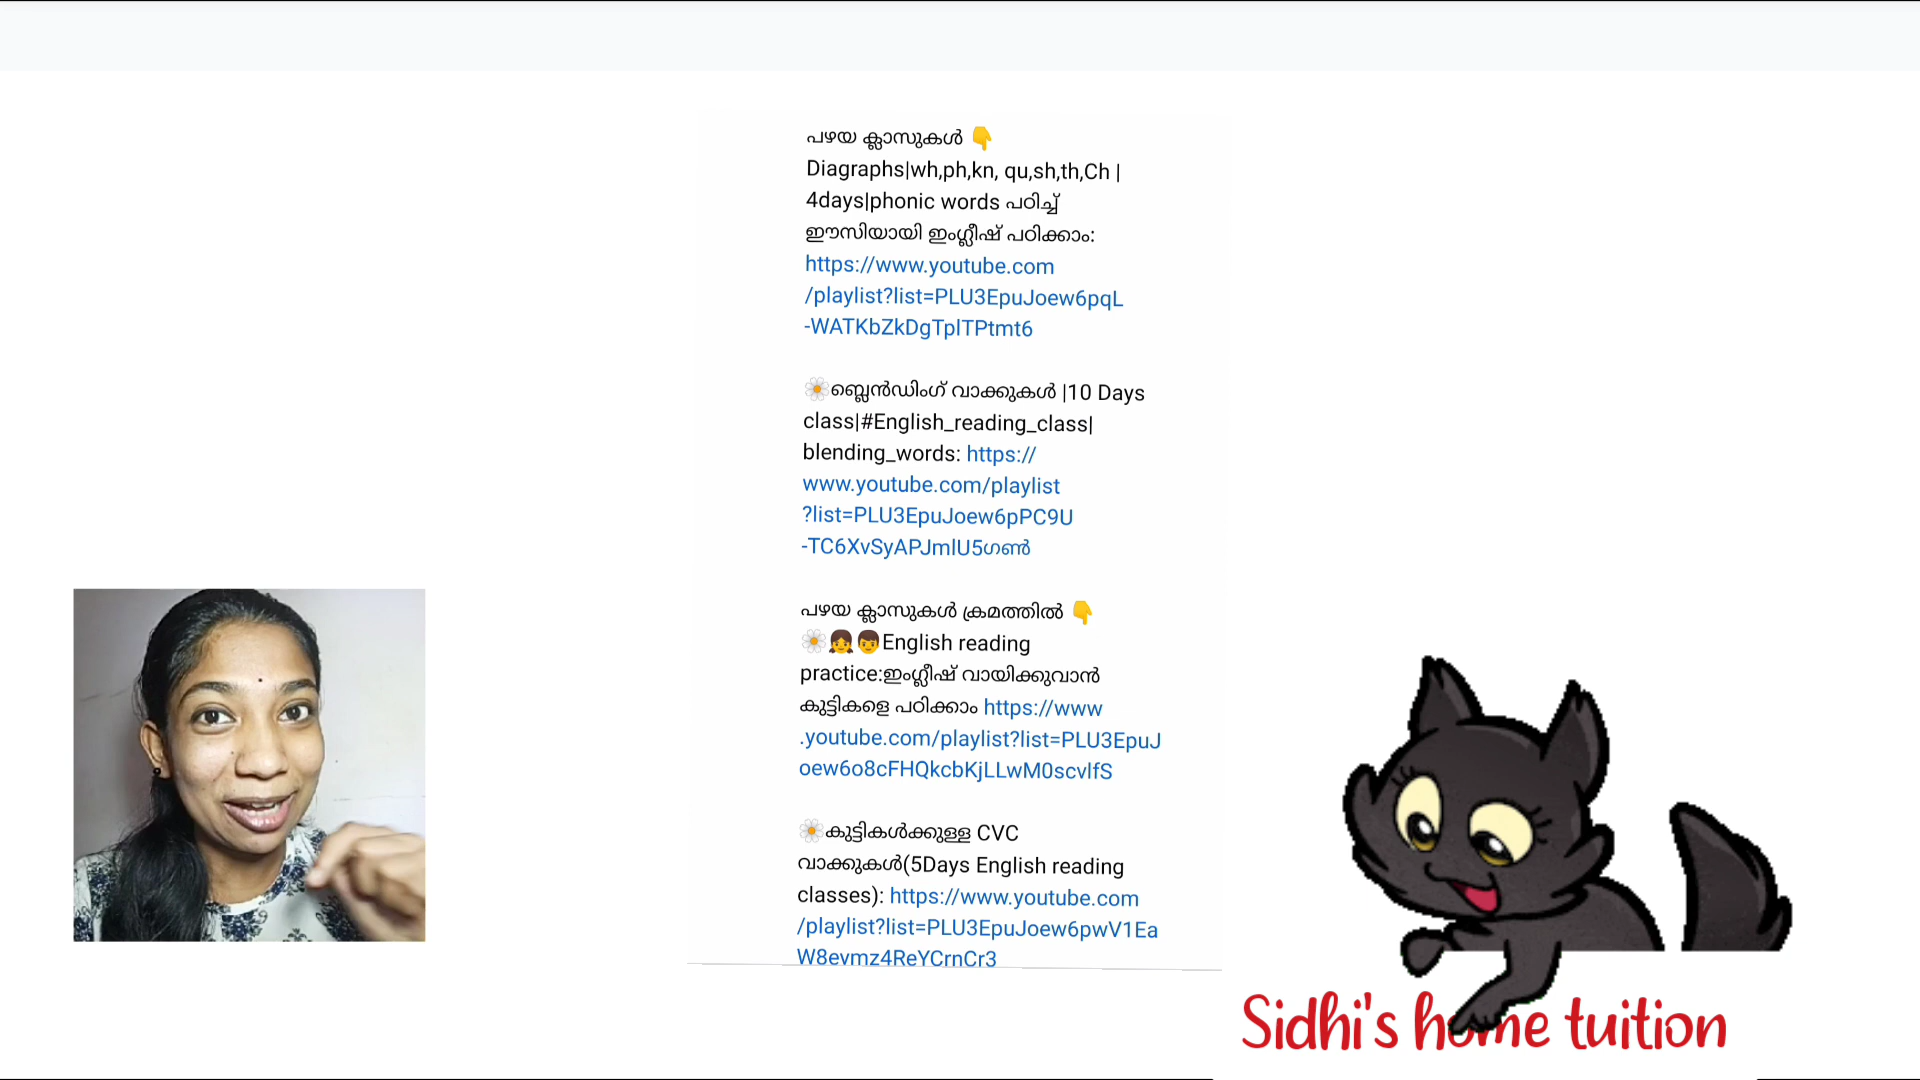 പഴയ ക്ലാസുകൾ 👇
Diagraphs|wh,ph,kn, qu,sh,th,Ch |
4days|phonic words പഠിച്ച്
ഈസിയായി ഇംഗ്ലീഷ് പഠിക്കാം:
https://www.youtube.com
/playlist?list=PLU3EpuJoew6pqL
-WATKbZkDgTplTPtmt6
🌼ബ്ലെൻഡിംഗ് വാക്കുകൾ |10 Days
class|#English_reading_class|
blending_words: https://
www.youtube.com/playlist
?list=PLU3EpuJoew6pPC9U
-TC6XvSyAPJmlU5ഗൺ
പഴയ ക്ലാസുകൾ ക്രമത്തിൽ 👇
🌼👧👦English reading
practice:ഇംഗ്ലീഷ് വായിക്കുവാൻ
കുട്ടികളെ പഠിക്കാം https://www
.youtube.com/playlist?list=PLU3EpuJ
oew6o8cFHQkcbKjLLwM0scvlfS
🌼കുട്ടികൾക്കുള്ള CVC
വാക്കുകൾ(5Days English reading
classes): https://www.youtube.com
/playlist?list=PLU3EpuJoew6pwV1Ea
W8evmz4ReYCrnCr3
Sidhi's home tuition